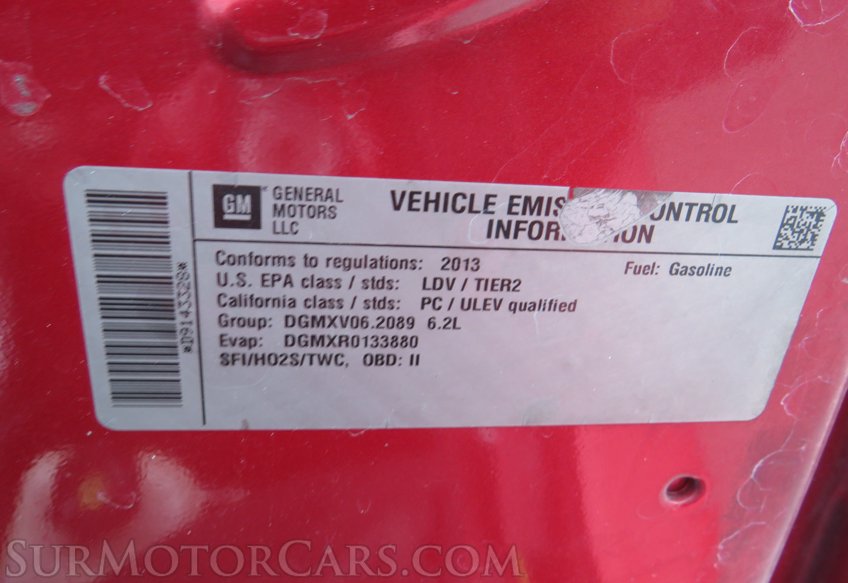 GM
GENERAL
MOTORS
LLC
VEHICLE EMIS ONTROL
INFOR ION
Conforms to regulations: 2013
Fuel: Gasoline
U.S. EPA class / stds: LDV / TIER2
California class / stds: PC / ULEV qualified
Group: DGMXV06.2089 6.2L
Evap: DGMXR0133880
SFI/HO2S/TWC, OBD: II
*D9143328*
SURMOTORCARS.COM